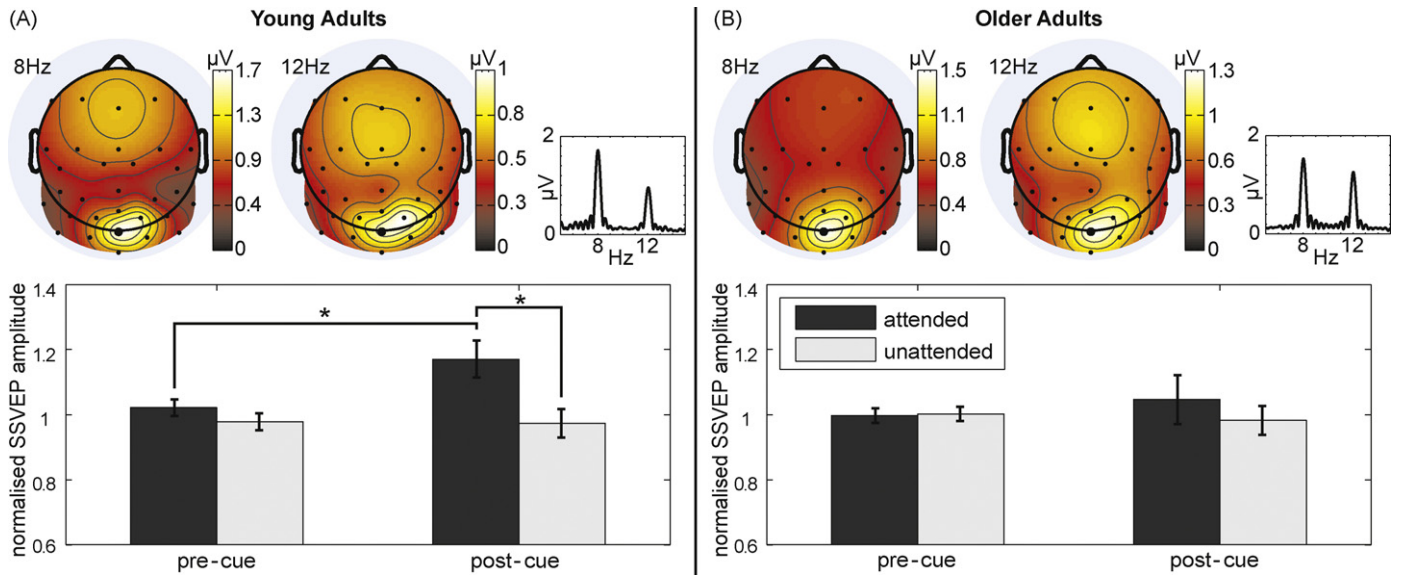 (A) Young Adults
8Hz
µV
1.7
1.3
0.9
0.4
0
12Hz
µV
1
0.8
0.5
0.3
0
2
µV
0
8 12
Hz
normalised SSVEP amplitude
1.4
1.2
1
0.8
0.6
*
*
pre-cue post-cue
(B) Older Adults
8Hz
µV
1.5
1.1
0.7
0.4
0
12Hz
µV
1.3
1
0.6
0.3
0
2
µV
0
8 12
Hz
normalised SSVEP amplitude
1.4
1.2
1
0.8
0.6
attended
unattended
pre-cue post-cue